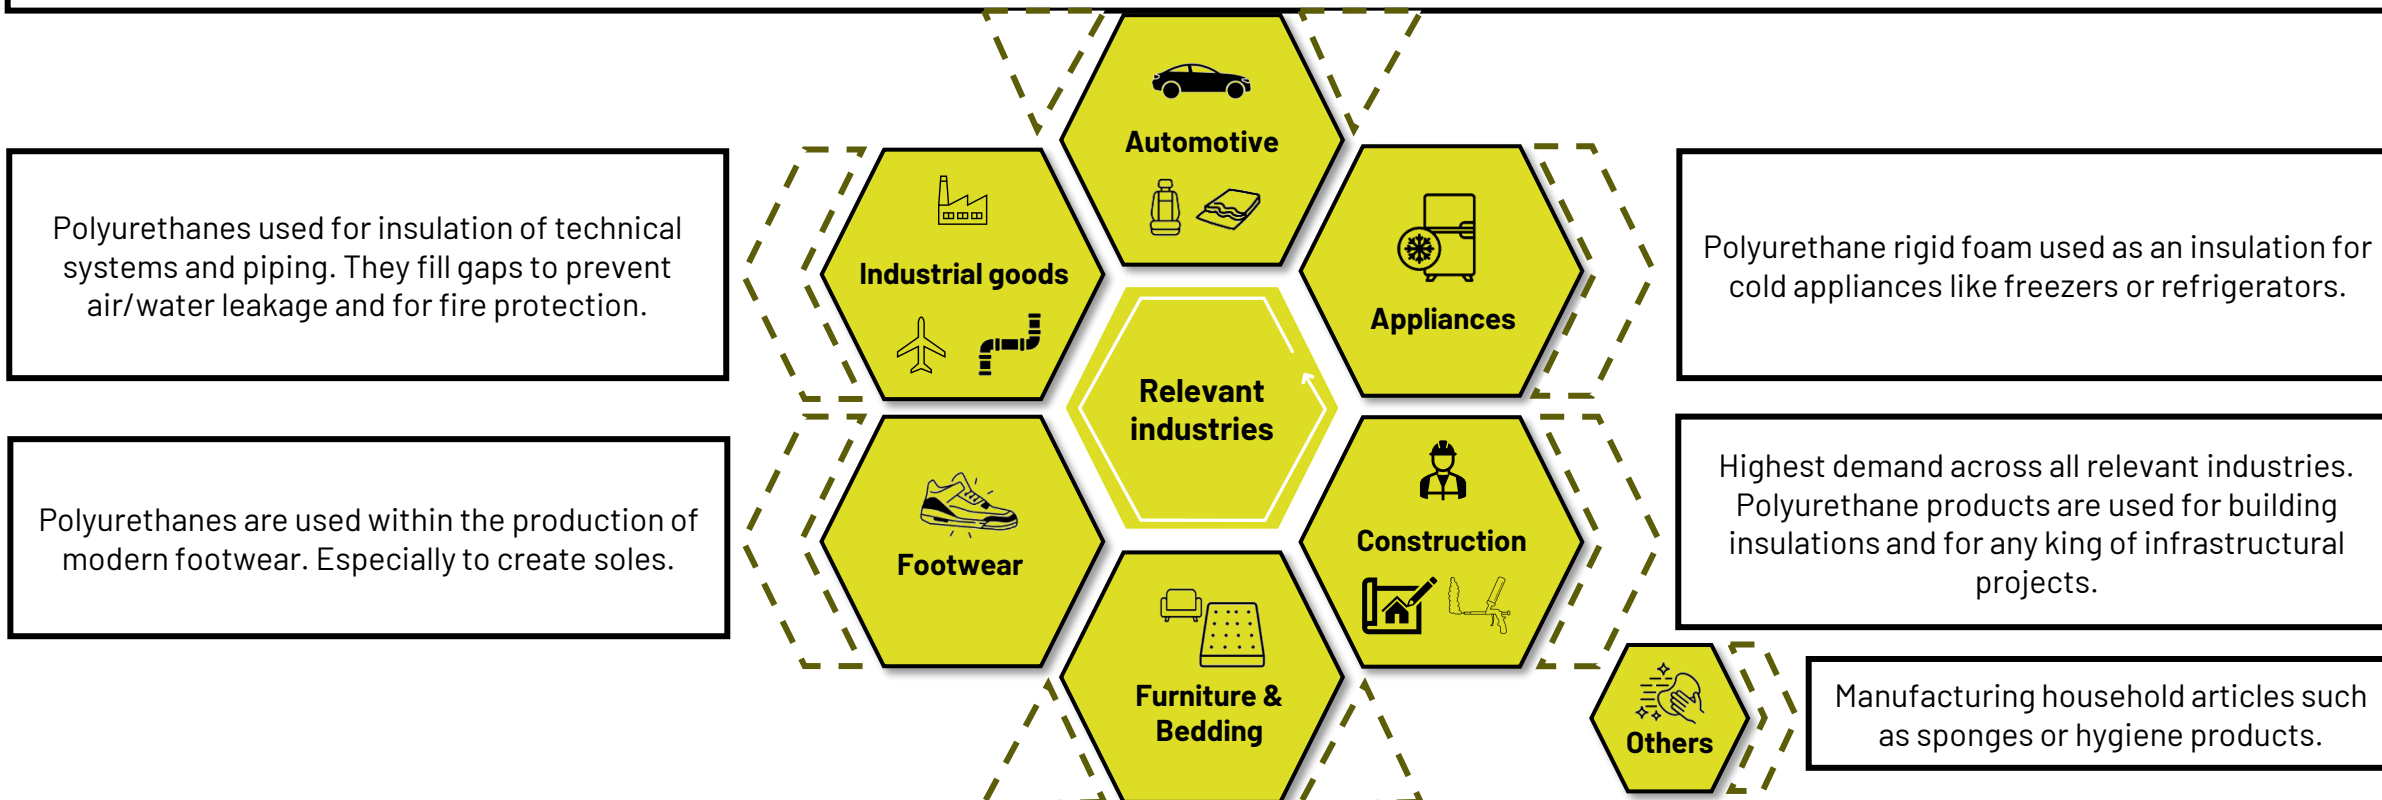 Automotive
Polyurethanes used for insulation of technical
systems and piping. They fill gaps to prevent
air/water leakage and for fire protection.
Industrial goods
Appliances
Polyurethane rigid foam used as an insulation for
cold appliances like freezers or refrigerators.
Relevant
industries
Polyurethanes are used within the production of
modern footwear. Especially to create soles.
Footwear
Construction
Highest demand across all relevant industries.
Polyurethane products are used for building
insulations and for any king of infrastructural
projects.
Furniture &
Bedding
Others
Manufacturing household articles such
as sponges or hygiene products.